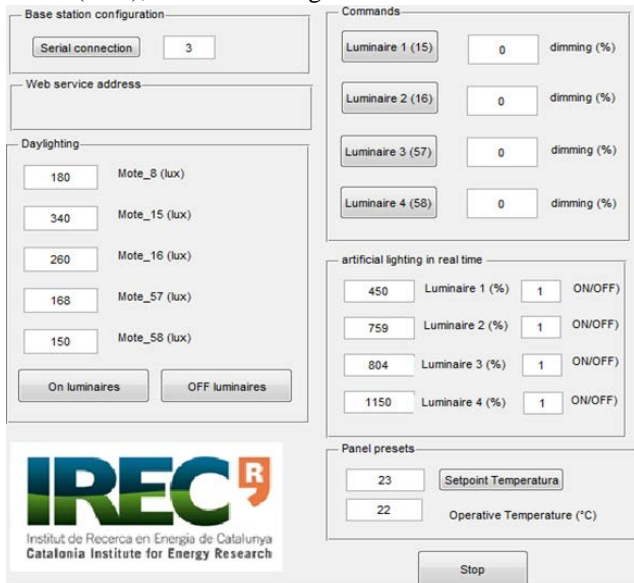 Base station configuration
Serial connection 3
Web service address
Daylighting
180 Mote_8 (lux)
340 Mote_15 (lux)
260 Mote_16 (lux)
168 Mote_57 (lux)
150 Mote_58 (lux)
On luminaires OFF luminaires
IREC R
Institut de Recerca en Energia de Catalunya
Catalonia Institute for Energy Research
Commands
Luminaire 1 (15) 0 dimming (%)
Luminaire 2 (16) 0 dimming (%)
Luminaire 3 (57) 0 dimming (%)
Luminaire 4 (58) 0 dimming (%)
artificial lighting in real time
450 Luminaire 1 (%) 1 ON/OFF)
759 Luminaire 2 (%) 1 ON/OFF)
804 Luminaire 3 (%) 1 ON/OFF)
1150 Luminaire 4 (%) 1 ON/OFF)
Panel presets
23 Setpoint Temperatura
22 Operative Temperature (°C)
Stop